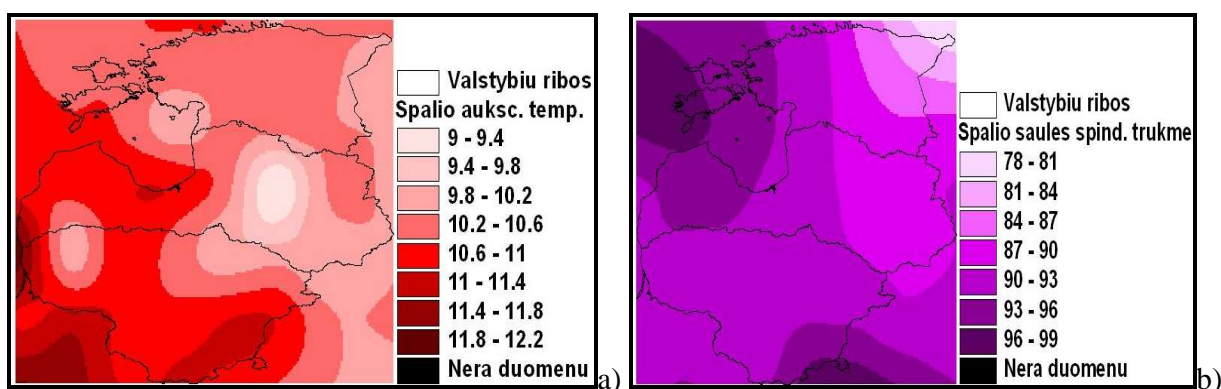 Valstybiu ribos
Spalio auksc. temp.
9 - 9.4
9.4 - 9.8
9.8 - 10.2
10.2 - 10.6
10.6 - 11
11 - 11.4
11.4 - 11.8
11.8 - 12.2
Nera duomenu
a)
Valstybiu ribos
Spalio saules spind. trukme
78 - 81
81 - 84
84 - 87
87 - 90
90 - 93
93 - 96
96 - 99
Nera duomenu
b)